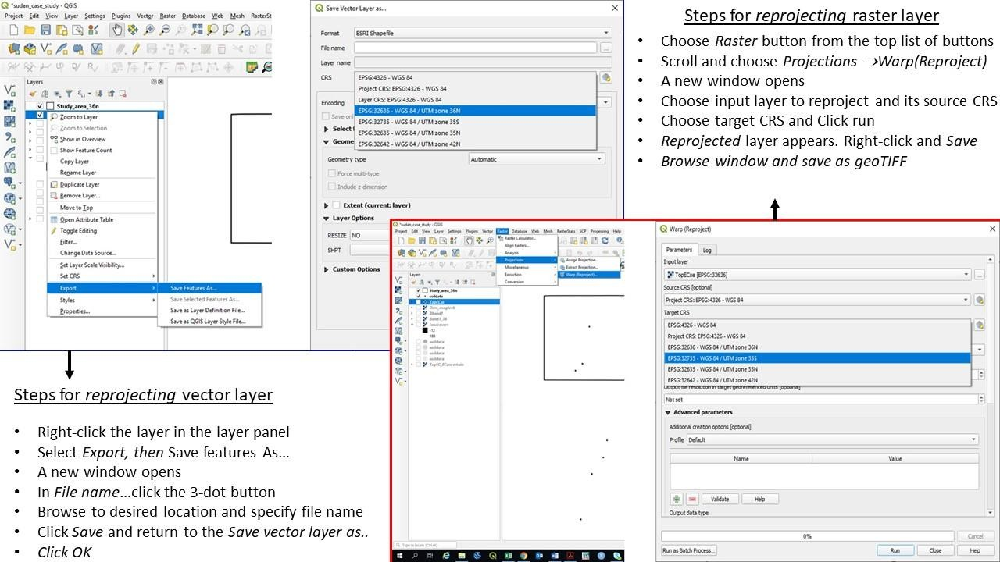 *sudan_case_study - QGIS
Project Edit View Layer Settings Plugins Vector Raster Database Web Mesh RasterSt
Layers
Study_area_36n
Zoom to Layer
Zoom to Selection
Show in Overview
Show Feature Count
Copy Layer
Rename Layer
Duplicate Layer
Remove Layer...
Move to Top
Open Attribute Table
Toggle Editing
Filter...
Change Data Source...
Set Layer Scale Visibility...
Set CRS
Export
Styles
Properties...
Save Features As...
Save Selected Features As...
Save as Layer Definition File...
Save as QGIS Layer Style File...
Save Vector Layer as...
Format ESRI Shapefile
File name
Layer name
CRS
EPSG:4326 - WGS 84
Project CRS: EPSG:4326 - WGS 84
Layer CRS: EPSG:4326 - WGS 84
EPSG:32636 - WGS 84 / UTM zone 36N
EPSG:32735 - WGS 84 / UTM zone 35S
EPSG:32635 - WGS 84 / UTM zone 35N
EPSG:32642 - WGS 84 / UTM zone 42N
Encoding
Save onl
Select f
Geome
Geometry type Automatic
Force multi-type
Include z-dimension
Extent (current: layer)
Layer Options
RESIZE NO
SHPT
Custom Options
Steps for reprojecting raster layer
• Choose Raster button from the top list of buttons
• Scroll and choose Projections →Warp(Reproject)
• A new window opens
• Choose input layer to reproject and its sourse CRS
• Choose target CRS and Click run
• Reprojected layer appears. Right-click and Save
• Browse window and save as geoTIFF
Steps for reprojecting vector layer
• Right-click the layer in the layer panel
• Select Export, then Save features As...
• A new window opens
• In File name...click the 3-dot button
• Browse to desired location and specify file name
• Click Save and return to the Save vector layer as..
• Click OK
*sudan_case_study - QGIS
Project Edit View Layer Settings Plugins Vector Raster Database Web Mesh RasterStats SCP Processing Help
Raster Calculator...
Align Rasters...
Analysis
Projections
Miscellaneous
Extraction
Conversion
Assign Projection...
Extract Projection...
Warp (Reproject)...
Layers
Study_area_36n
soildata
TopECse
Dem_maghreb
Bband1
Band1_36
landcovers
-12
188
soildata
soildata
soildata
soildata
TopEC_ECuncertain
Type to locate (Ctrl+K)
Warp (Reproject)
Parameters Log
Input layer
TopECse [EPSG:32636]
Source CRS [optional]
Project CRS: EPSG:4326 - WGS 84
Target CRS
EPSG:4326 - WGS 84
Project CRS: EPSG:4326 - WGS 84
EPSG:32636 - WGS 84 / UTM zone 36N
EPSG:32735 - WGS 84 / UTM zone 35S
EPSG:32635 - WGS 84 / UTM zone 35N
EPSG:32642 - WGS 84 / UTM zone 42N
Output file resolution in target georeferenced units [optional]
Not set
Advanced parameters
Additional creation options [optional]
Profile Default
Name Value
Validate Help
Output data type
0% Cancel
Run as Batch Process... Run Close Help